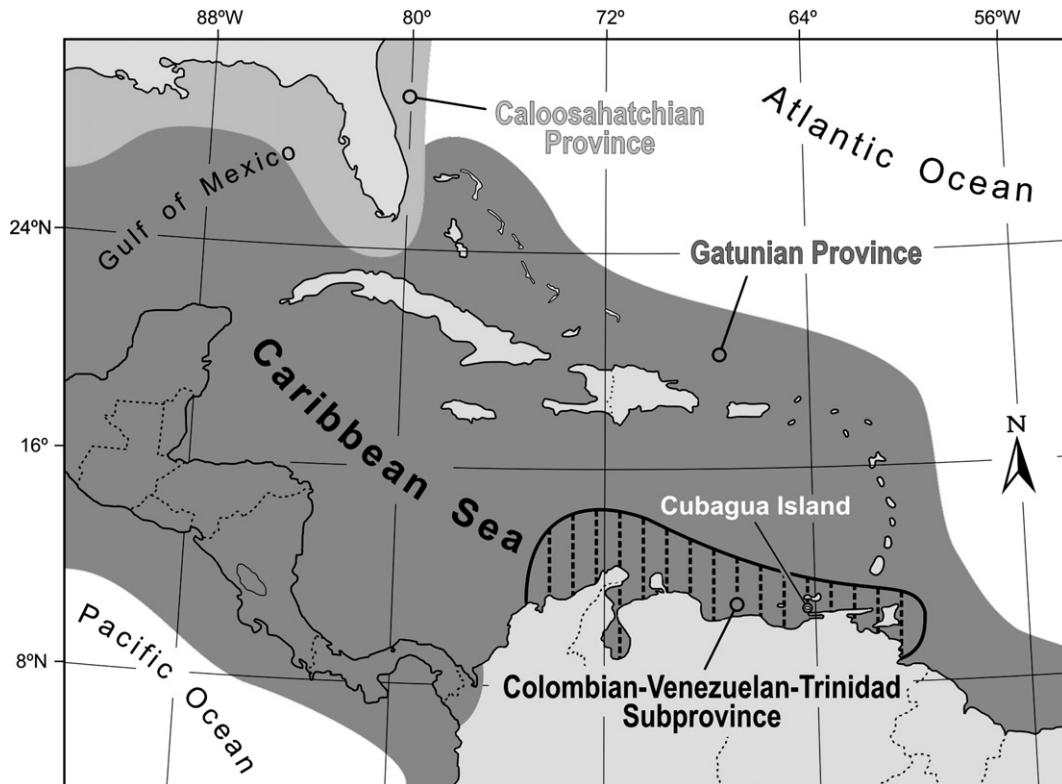 88ºW
80º
72º
64º
56ºW
Caloosahatchian
Province
Atlantic Ocean
Gulf of Mexico
24ºN
Gatunian Province
Caribbean Sea
16º
N
Cubagua Island
Pacific Ocean
8ºN
Colombian-Venezuelan-Trinidad
Subprovince